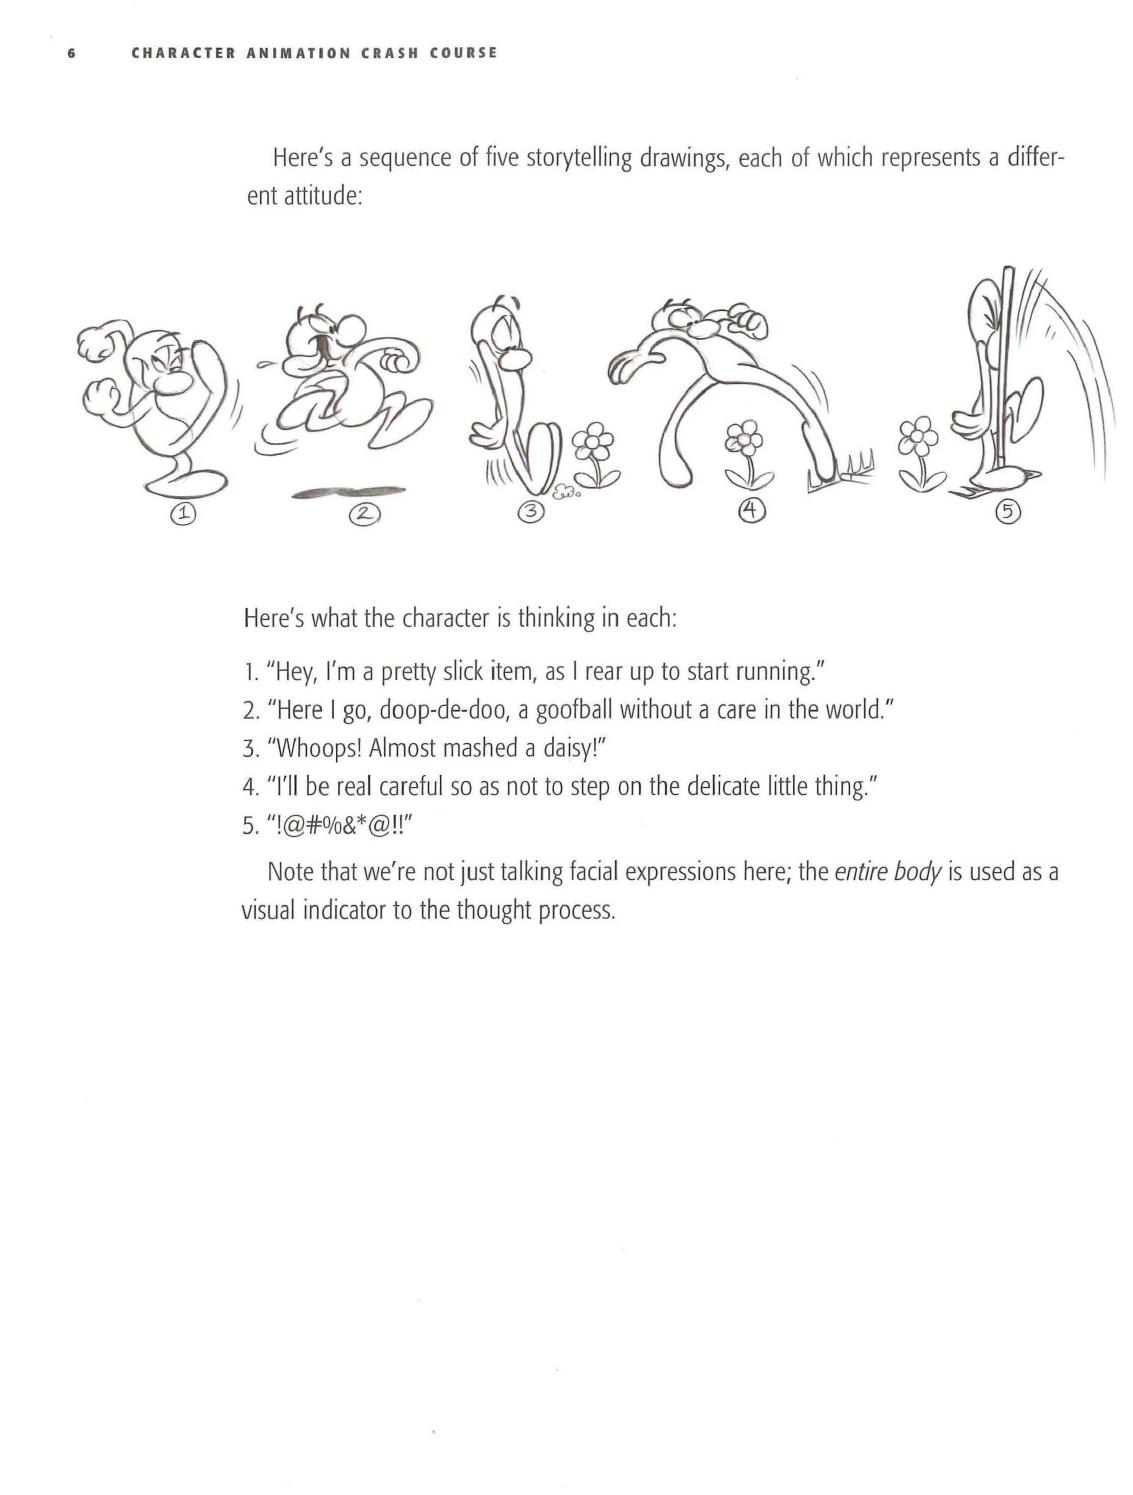 6 CHARACTER ANIMATION CRASH COURSE
Here's a sequence of five storytelling drawings, each of which represents a differ-
ent attitude:
1 2 3 4 5
Here's what the character is thinking in each:
1. “Hey, I'm a pretty slick item, as I rear up to start running.”
2. “Here I go, doop-de-doo, a goofball without a care in the world.”
3. “Whoops! Almost mashed a daisy!”
4. “I'll be real careful so as not to step on the delicate little thing.”
5. “!@#%&*@!!”
Note that we're not just talking facial expressions here; the entire body is used as a
visual indicator to the thought process.